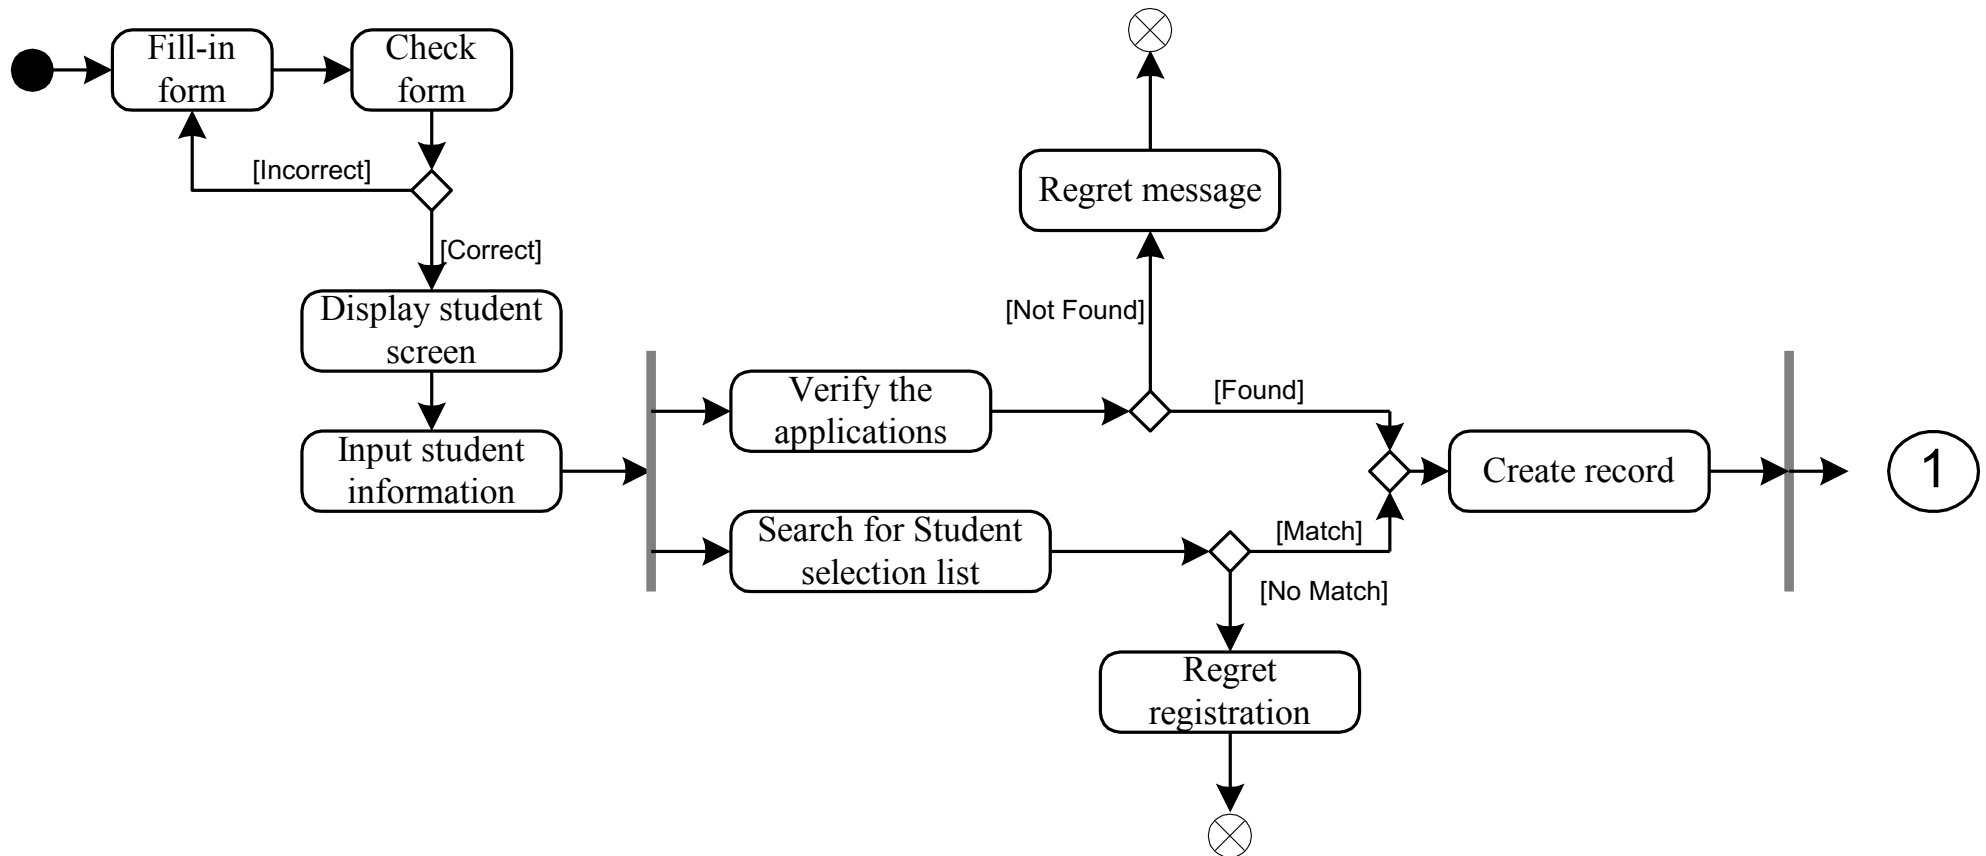 Fill-in
form
Check
form
[Incorrect]
[Correct]
Display student
screen
Input student
information
Regret message
[Not Found]
Verify the
applications
[Found]
Search for Student
selection list
[Match]
[No Match]
Regret
registration
Create record
1